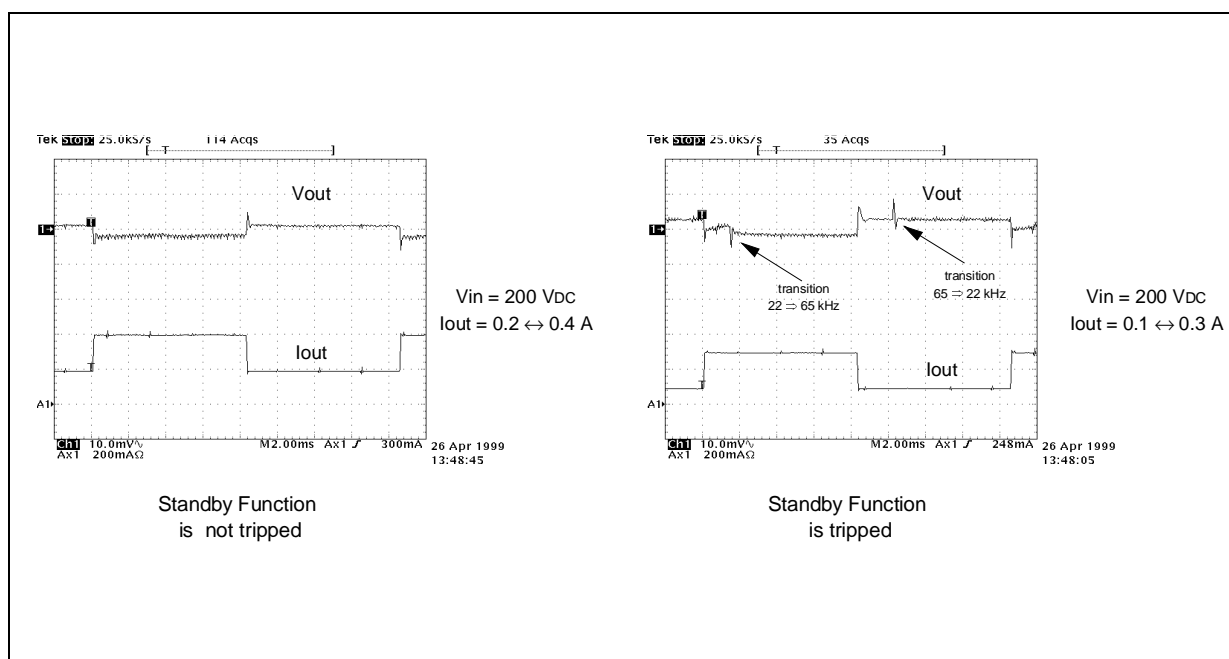 Tek Stop: 25.0kS/s 114 Acqs
T
Vout
T
1→
Iout
T
A1
Ch1 10.0mV∿ M2.00ms Ax1 ∫ 300mA
Ax1 200mAΩ
26 Apr 1999
13:48:45
Vin = 200 VDC
Iout = 0.2 ↔ 0.4 A
Standby Function
is not tripped
Tek Stop: 25.0kS/s 35 Acqs
T
Vout
T
1→
transition
22 ⇒ 65 kHz
transition
65 ⇒ 22 kHz
Iout
T
A1
Ch1 10.0mV∿ M2.00ms Ax1 ∫ 248mA
Ax1 200mAΩ
26 Apr 1999
13:48:05
Vin = 200 VDC
Iout = 0.1 ↔ 0.3 A
Standby Function
is tripped